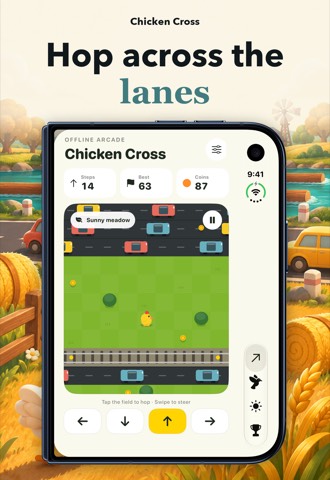 Chicken Cross
Hop across the
lanes
OFFLINE ARCADE
Chicken Cross
9:41
Steps
14
Best
63
Coins
87
Sunny meadow
Tap the field to hop · Swipe to steer